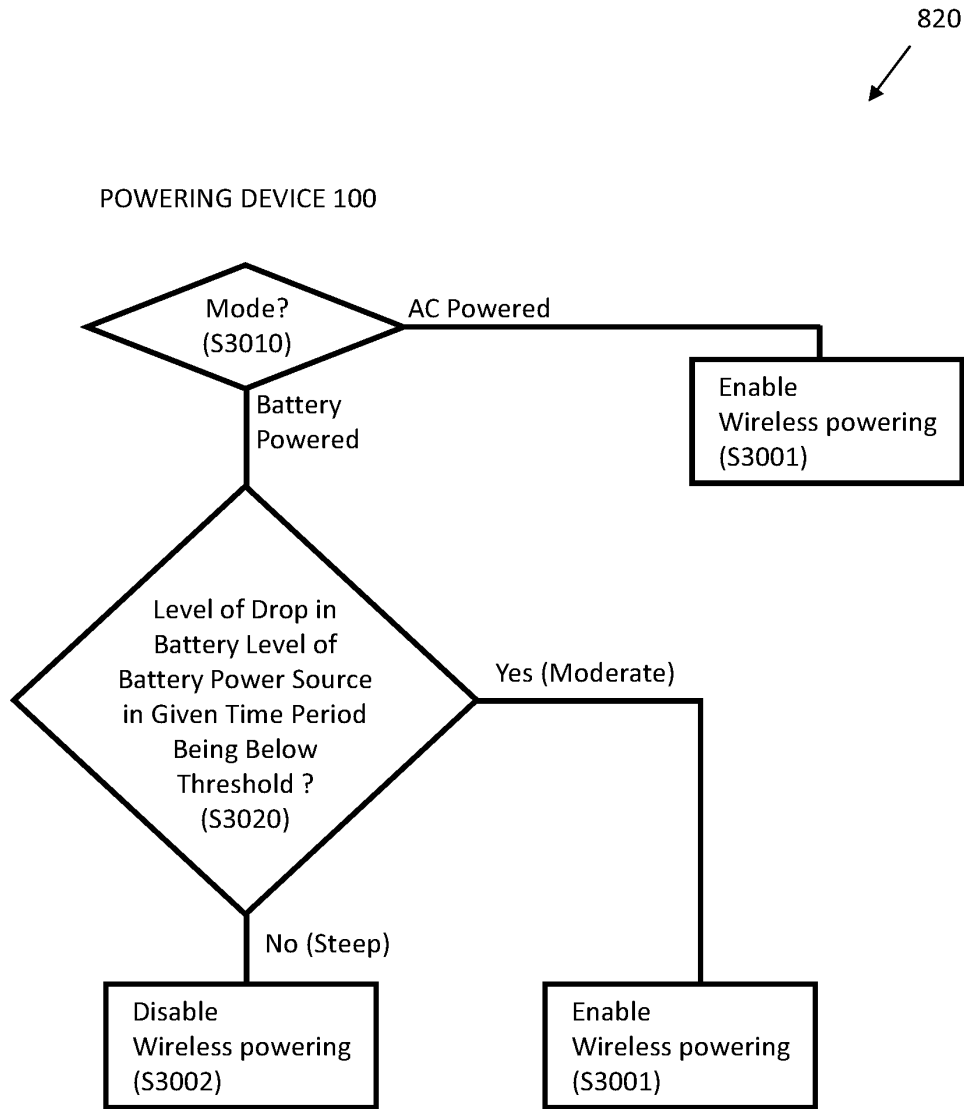 820
POWERING DEVICE 100
Mode?
(S3010)
AC Powered
Enable
Wireless powering
(S3001)
Battery
Powered
Level of Drop in
Battery Level of
Battery Power Source
in Given Time Period
Being Below
Threshold ?
(S3020)
Yes (Moderate)
No (Steep)
Disable
Wireless powering
(S3002)
Enable
Wireless powering
(S3001)